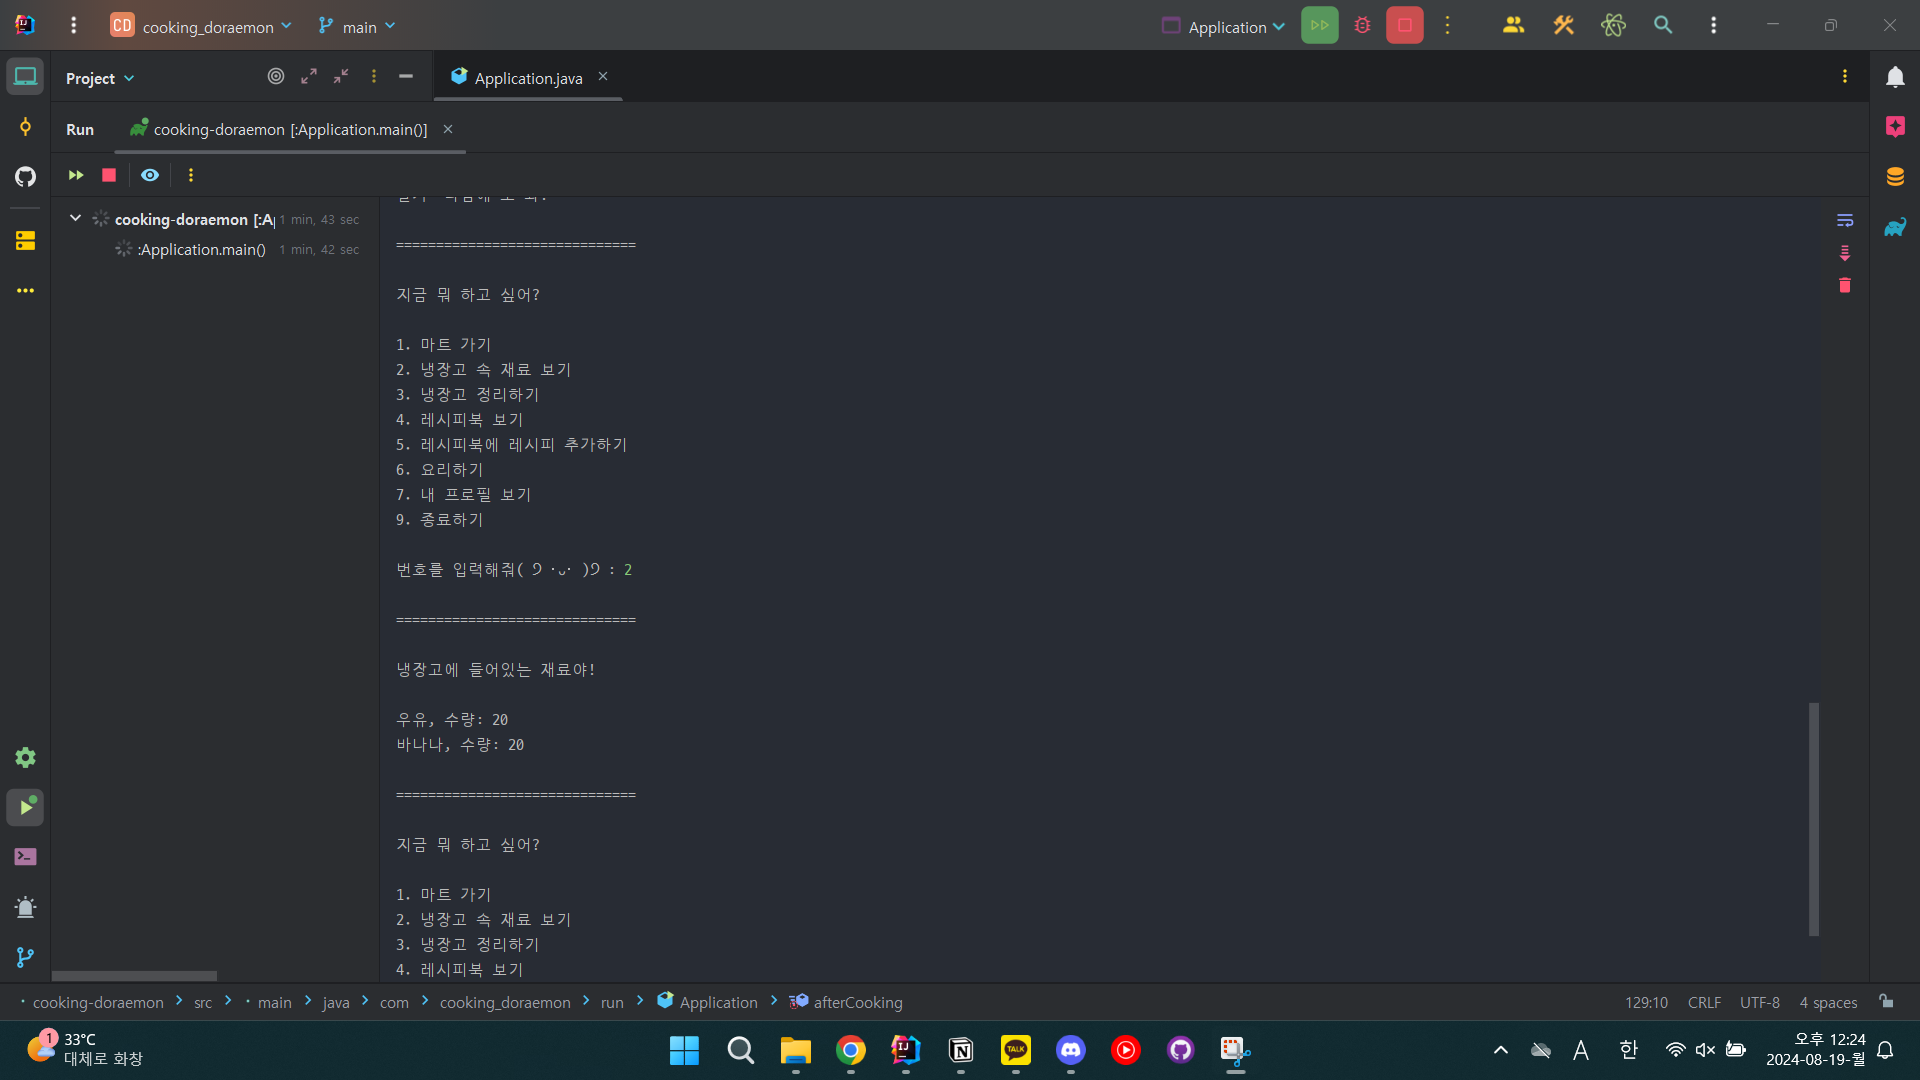 CD cooking_doraemon main Application
Project Application.java
Run cooking-doraemon [:Application.main()]
cooking-doraemon [:A 1 min, 43 sec
:Application.main() 1 min, 42 sec
==============================
지금 뭐 하고 싶어?
1. 마트 가기
2. 냉장고 속 재료 보기
3. 냉장고 정리하기
4. 레시피북 보기
5. 레시피북에 레시피 추가하기
6. 요리하기
7. 내 프로필 보기
9. 종료하기
번호를 입력해줘( ੭ ･ᴗ･ )੭ : 2
==============================
냉장고에 들어있는 재료야!
우유, 수량: 20
바나나, 수량: 20
==============================
지금 뭐 하고 싶어?
1. 마트 가기
2. 냉장고 속 재료 보기
3. 냉장고 정리하기
4. 레시피북 보기
cooking-doraemon src main java com cooking_doraemon run Application afterCooking 129:10 CRLF UTF-8 4 spaces
1 33°C
대체로 화창
TALK
A 한
오후 12:24
2024-08-19-월